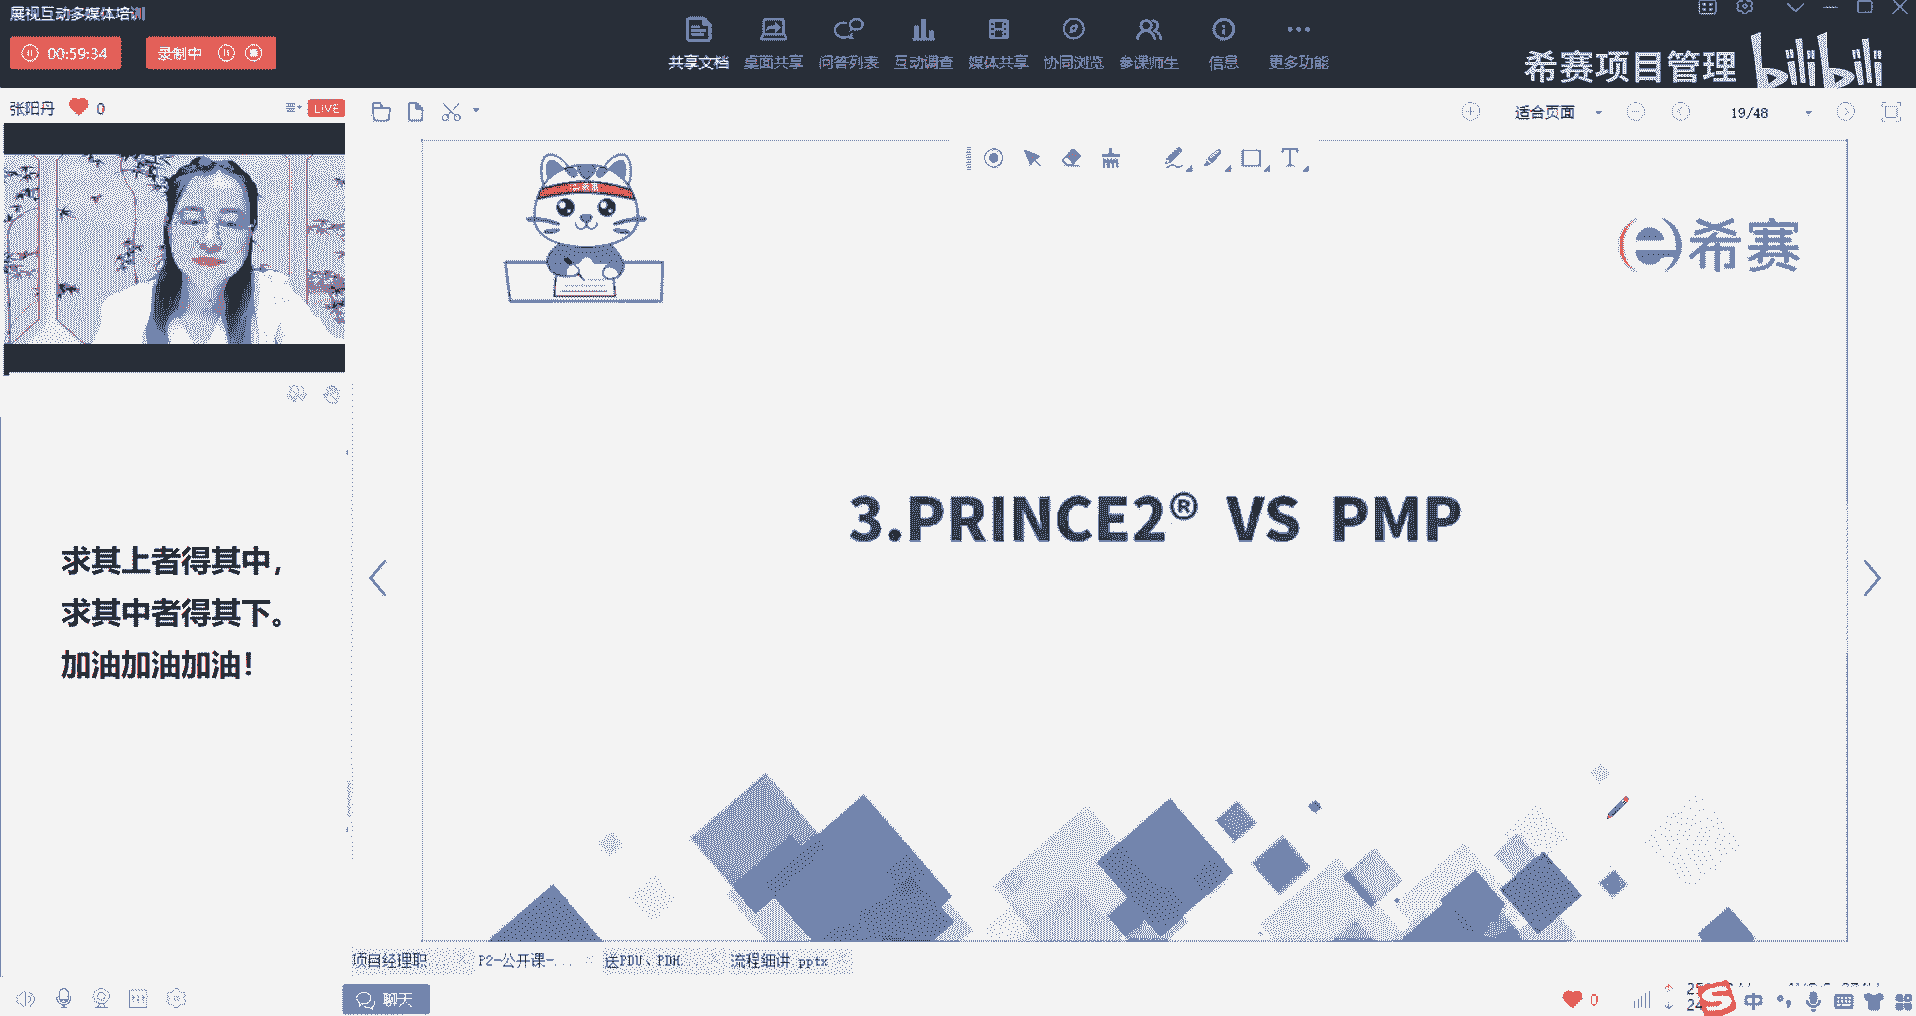 展视互动多媒体培训
00:59:34
录制中
共享文档
桌面共享
问答列表
互动调查
媒体共享
协同浏览
参课师生
信息
更多功能
希赛项目管理
bilibili
张阳丹
0
LIVE
适合页面
19/48
希赛
3.PRINCE2® VS PMP
求其上者得其中，
求其中者得其下。
加油加油加油！
项目经理职
P2-公开课-...
送PDU、PDH...
流程细讲.pptx
聊天
0
中